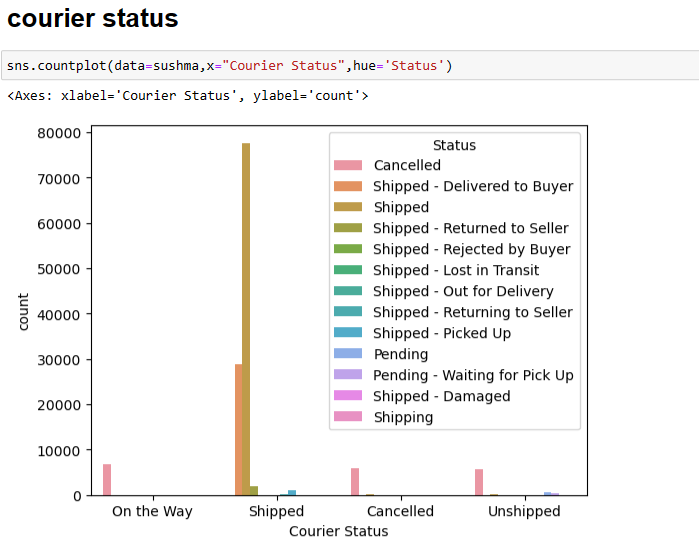 courier status
sns.countplot(data=sushma,x="Courier Status",hue='Status')
<Axes: xlabel='Courier Status', ylabel='count'>
80000
70000
60000
50000
40000
30000
20000
10000
0
count
Status
Cancelled
Shipped - Delivered to Buyer
Shipped
Shipped - Returned to Seller
Shipped - Rejected by Buyer
Shipped - Lost in Transit
Shipped - Out for Delivery
Shipped - Returning to Seller
Shipped - Picked Up
Pending
Pending - Waiting for Pick Up
Shipped - Damaged
Shipping
On the Way Shipped Cancelled Unshipped
Courier Status